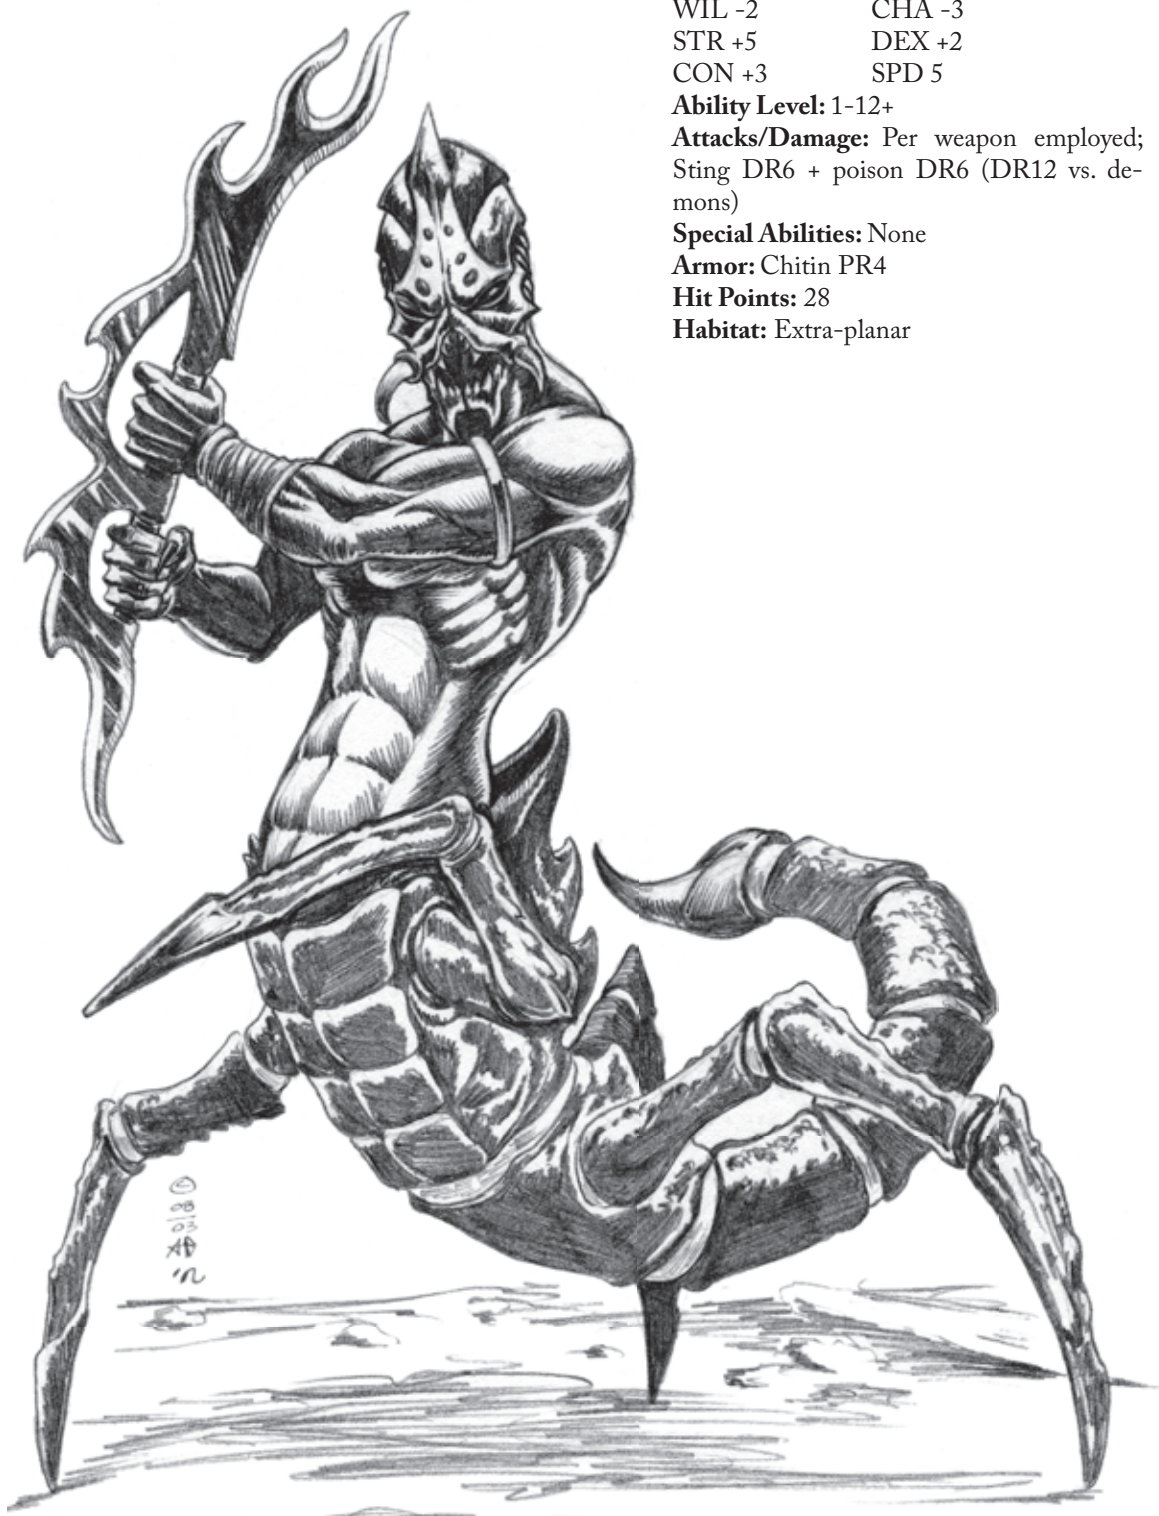 WIL -2 CHA -3
STR +5 DEX +2
CON +3 SPD 5
Ability Level: 1-12+
Attacks/Damage: Per weapon employed;
Sting DR6 + poison DR6 (DR12 vs. de-
mons)
Special Abilities: None
Armor: Chitin PR4
Hit Points: 28
Habitat: Extra-planar
©
08
03